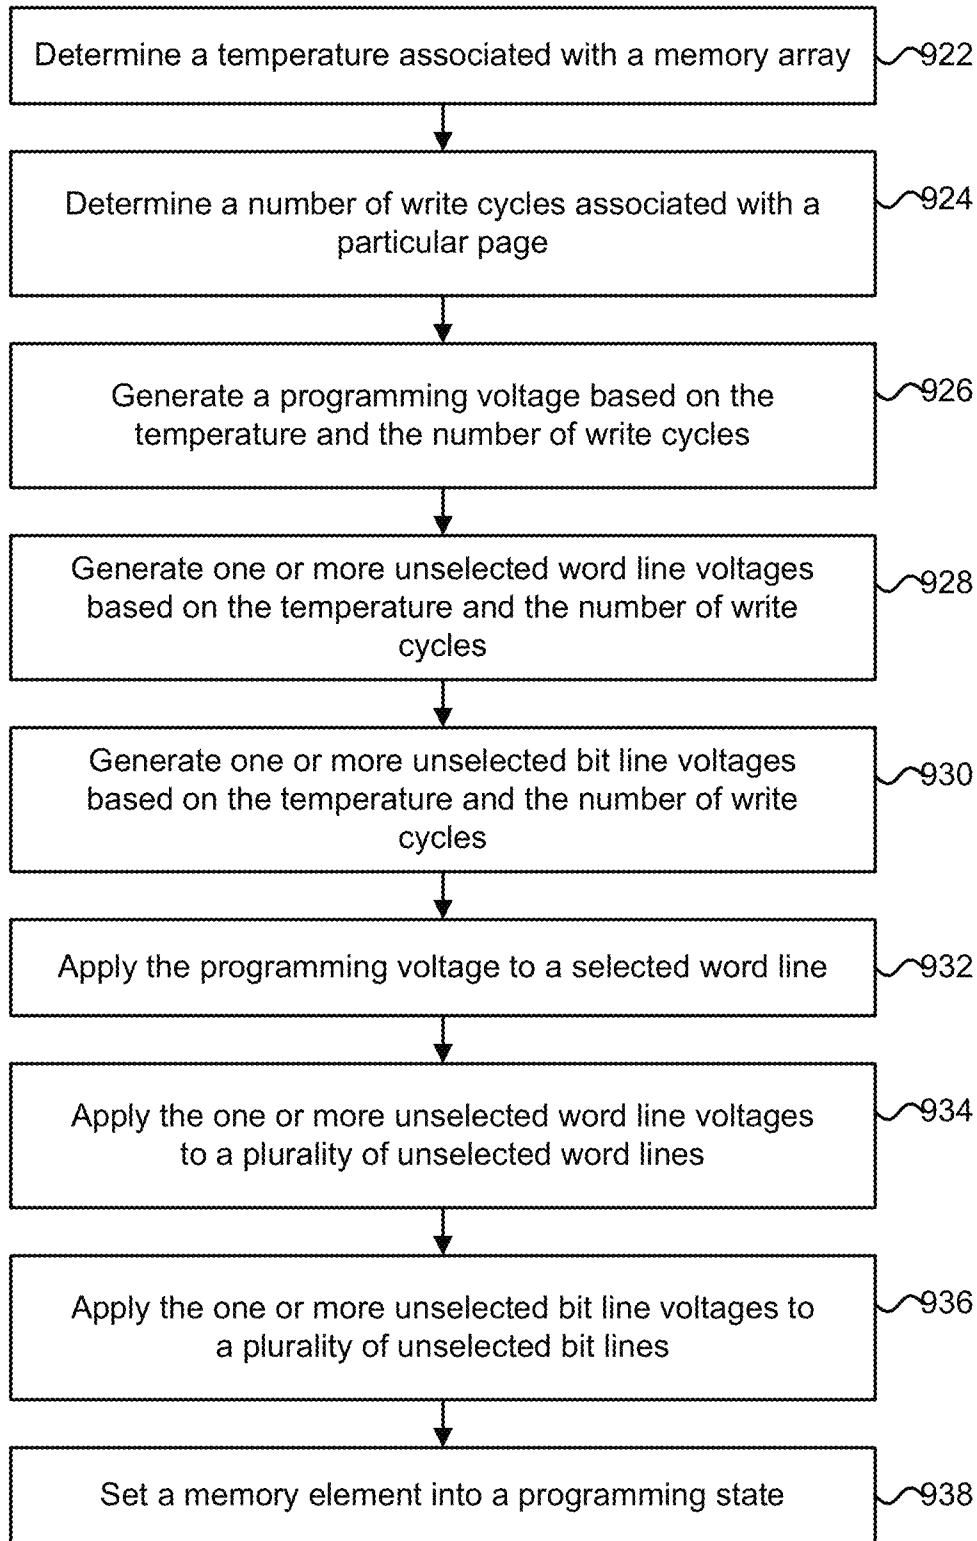 Determine a temperature associated with a memory array
922
Determine a number of write cycles associated with a
particular page
924
Generate a programming voltage based on the
temperature and the number of write cycles
926
Generate one or more unselected word line voltages
based on the temperature and the number of write
cycles
928
Generate one or more unselected bit line voltages
based on the temperature and the number of write
cycles
930
Apply the programming voltage to a selected word line
932
Apply the one or more unselected word line voltages
to a plurality of unselected word lines
934
Apply the one or more unselected bit line voltages to
a plurality of unselected bit lines
936
Set a memory element into a programming state
938